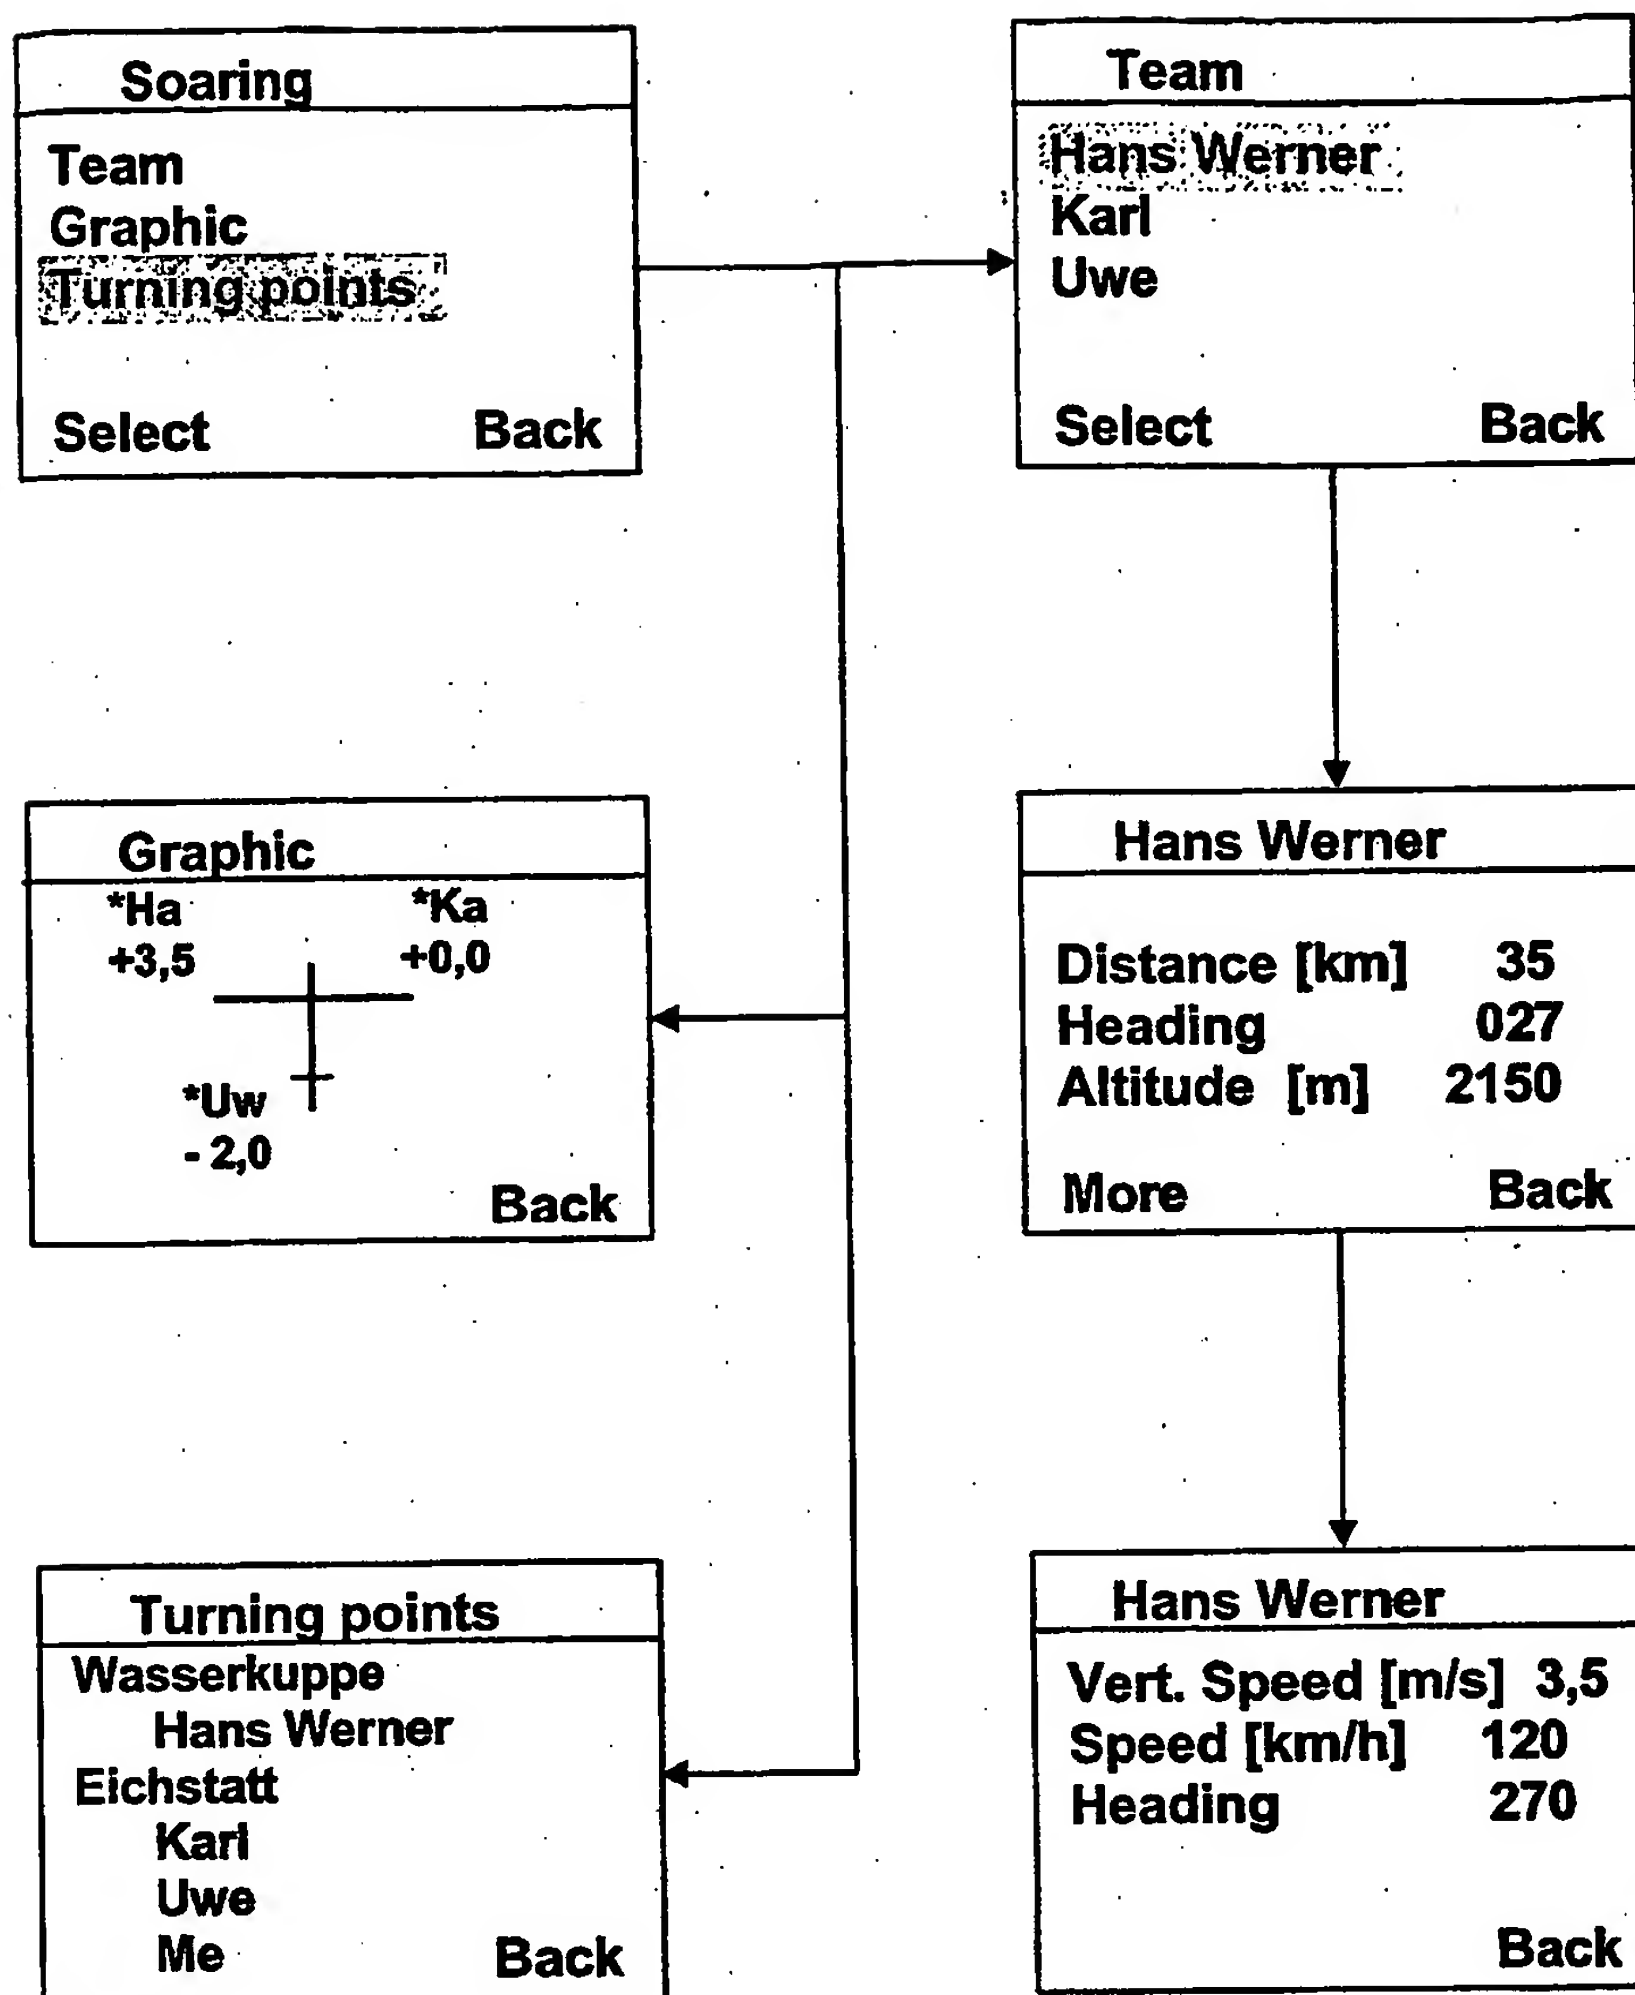 Soaring
Team
Graphic
Turning points
Select Back
Team
Hans Werner
Karl
Uwe
Select Back
Graphic
*Ha *Ka
+3,5 +0,0
*Uw
- 2,0
Back
Hans Werner
Distance [km] 35
Heading 027
Altitude [m] 2150
More Back
Turning points
Wasserkuppe
Hans Werner
Eichstatt
Karl
Uwe
Me Back
Hans Werner
Vert. Speed [m/s] 3,5
Speed [km/h] 120
Heading 270
Back